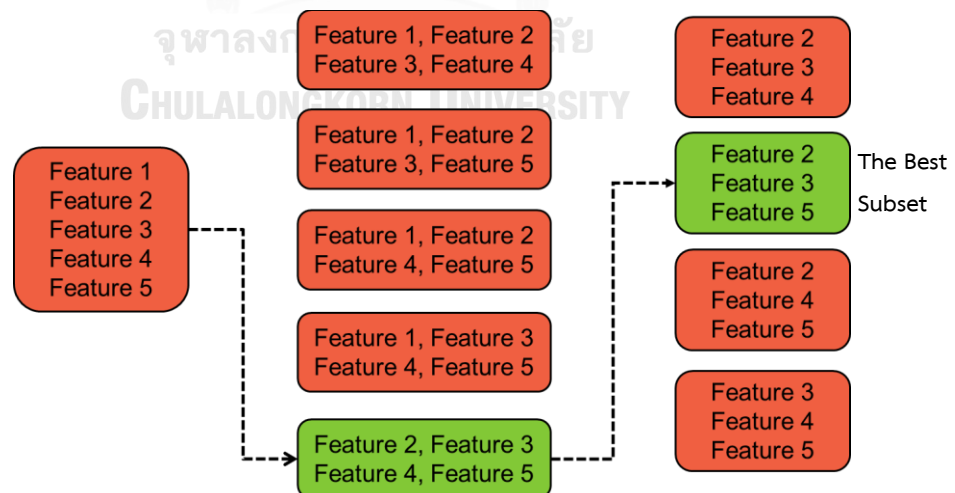 จุฬาลงก
ลัย
CHULALONGKORN UNIVERSITY
Feature 1
Feature 2
Feature 3
Feature 4
Feature 5
Feature 1, Feature 2
Feature 3, Feature 4
Feature 1, Feature 2
Feature 3, Feature 5
Feature 1, Feature 2
Feature 4, Feature 5
Feature 1, Feature 3
Feature 4, Feature 5
Feature 2, Feature 3
Feature 4, Feature 5
Feature 2
Feature 3
Feature 4
Feature 2
Feature 3
Feature 5
The Best
Subset
Feature 2
Feature 4
Feature 5
Feature 3
Feature 4
Feature 5